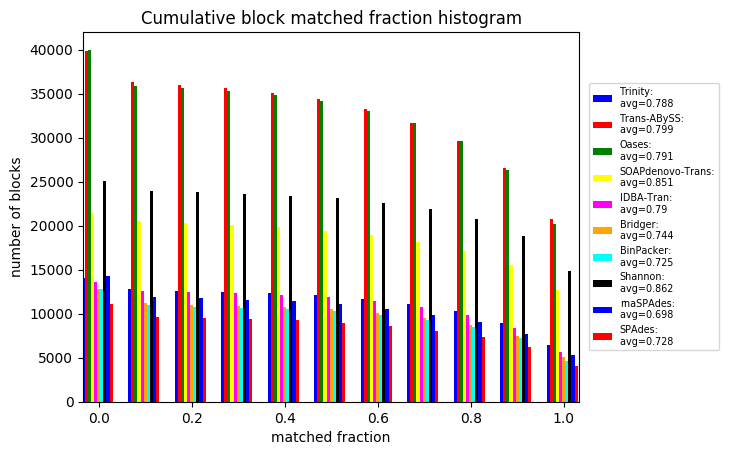 Cumulative block matched fraction histogram
number of blocks
40000
35000
30000
25000
20000
15000
10000
5000
0
0.0 0.2 0.4 0.6 0.8 1.0
matched fraction
Trinity:
avg=0.788
Trans-ABySS:
avg=0.799
Oases:
avg=0.791
SOAPdenovo-Trans:
avg=0.851
IDBA-Tran:
avg=0.79
Bridger:
avg=0.744
BinPacker:
avg=0.725
Shannon:
avg=0.862
rnaSPAdes:
avg=0.698
SPAdes:
avg=0.728